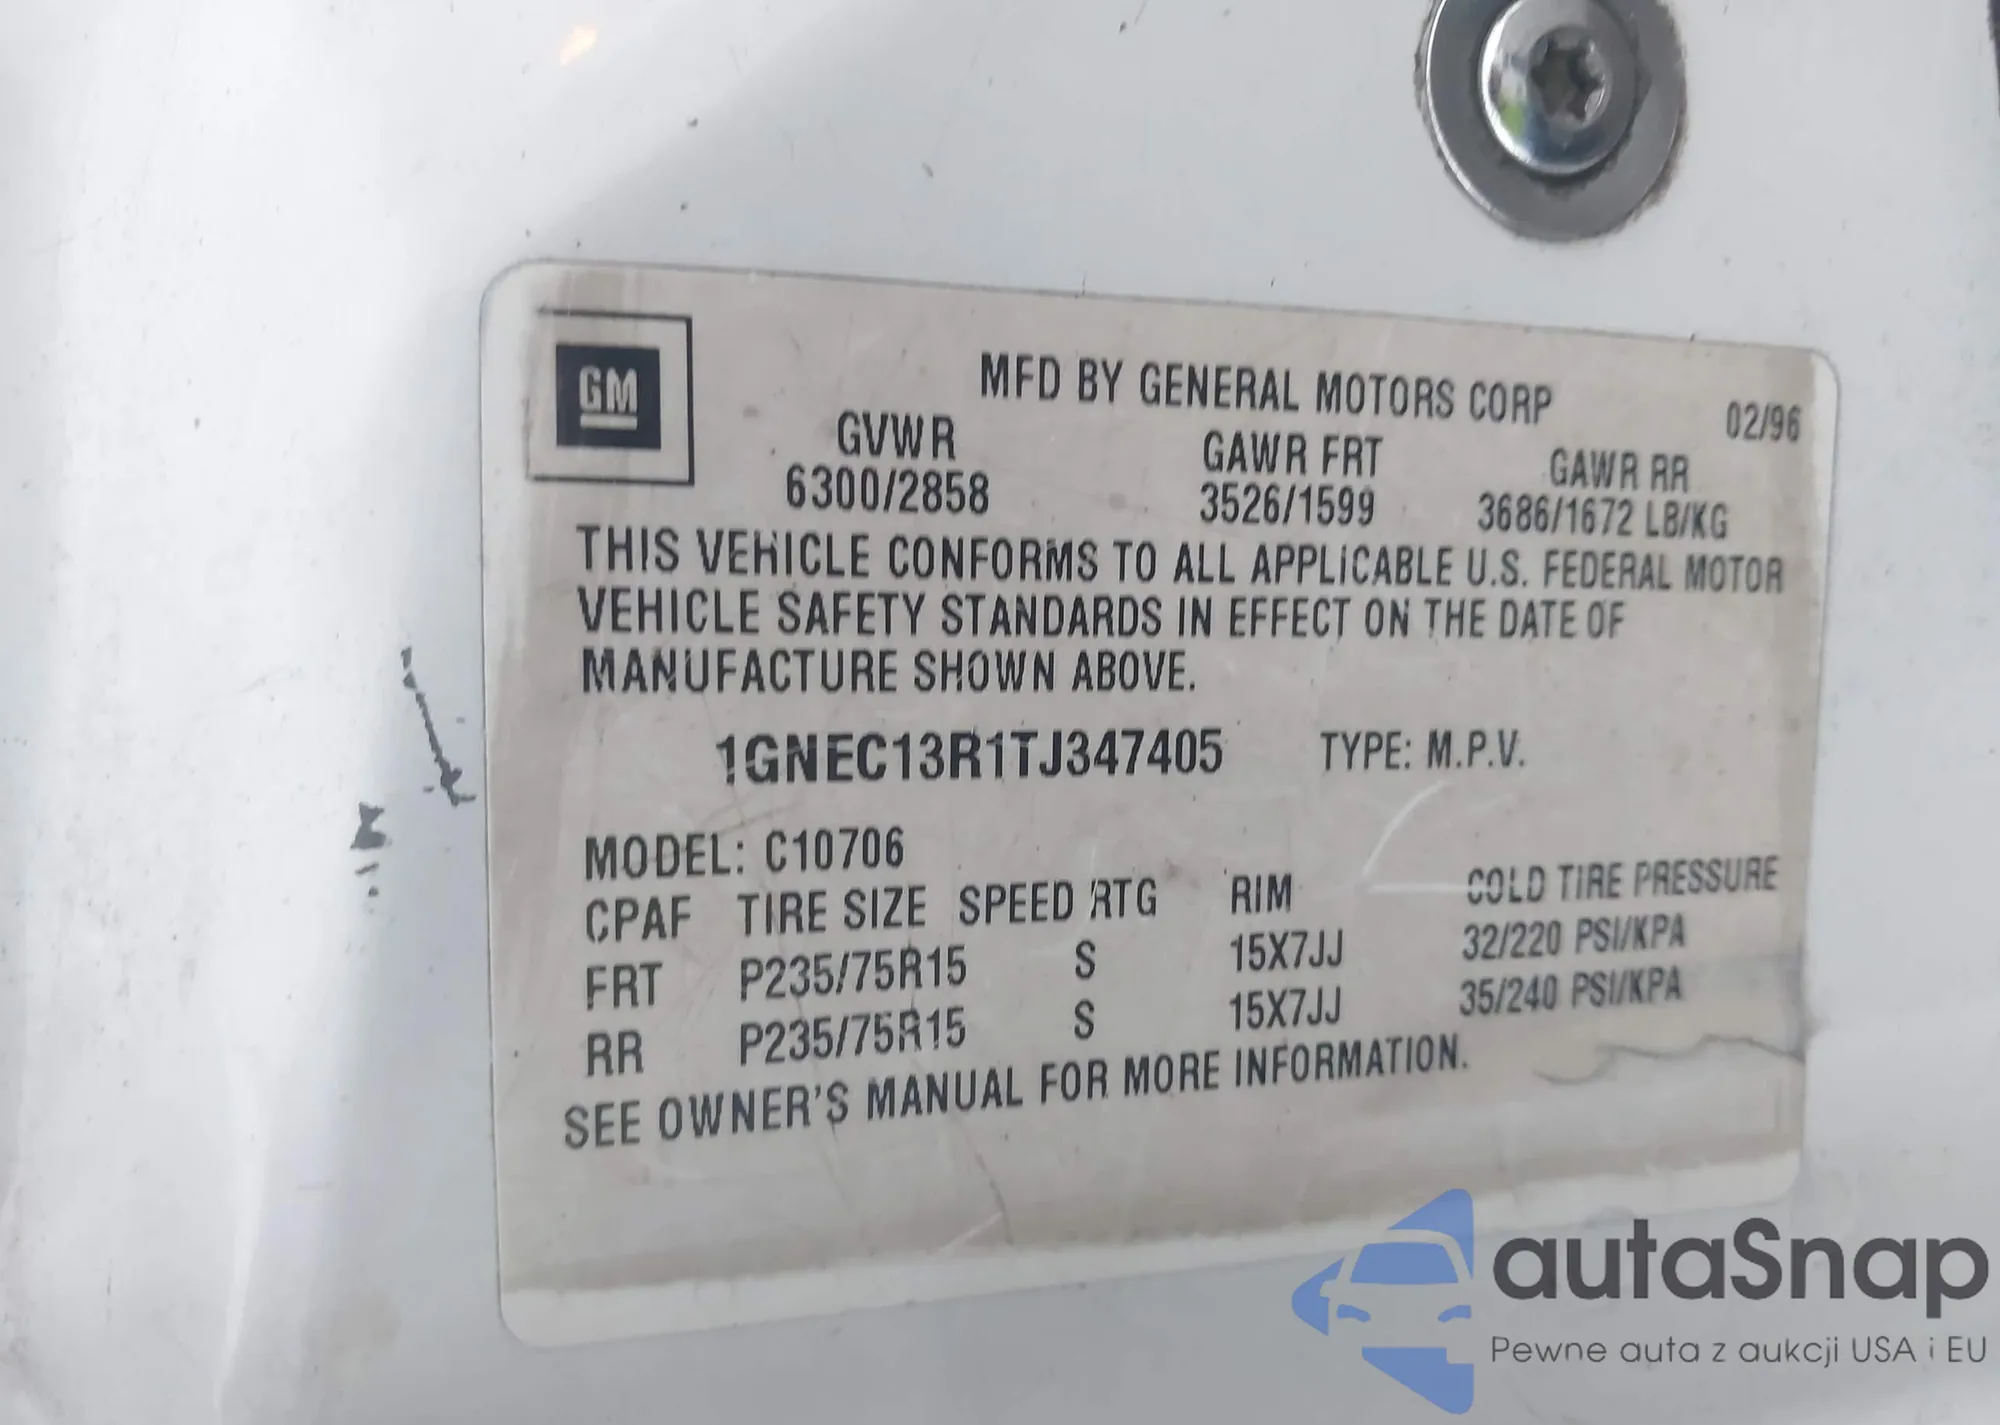 GM
MFD BY GENERAL MOTORS CORP 02/96
GVWR GAWR FRT GAWR RR
6300/2858 3526/1599 3686/1672 LB/KG
THIS VEHICLE CONFORMS TO ALL APPLICABLE U.S. FEDERAL MOTOR
VEHICLE SAFETY STANDARDS IN EFFECT ON THE DATE OF
MANUFACTURE SHOWN ABOVE.
1GNEC13R1TJ347405 TYPE: M.P.V.
MODEL: C10706
CPAF TIRE SIZE SPEED RTG RIM COLD TIRE PRESSURE
FRT P235/75R15 S 15X7JJ 32/220 PSI/KPA
RR P235/75R15 S 15X7JJ 35/240 PSI/KPA
SEE OWNER'S MANUAL FOR MORE INFORMATION.
autaSnap
Pewne auta z aukcji USA i EU